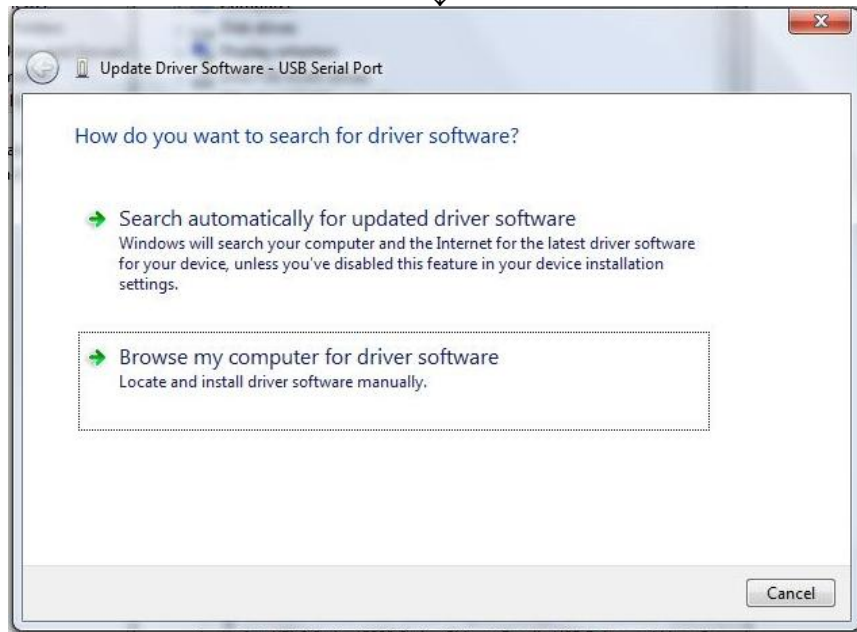 Update Driver Software - USB Serial Port
How do you want to search for driver software?
Search automatically for updated driver software
Windows will search your computer and the Internet for the latest driver software
for your device, unless you've disabled this feature in your device installation
settings.
Browse my computer for driver software
Locate and install driver software manually.
Cancel